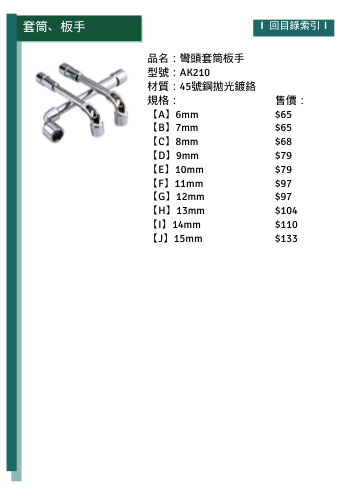 套筒、板手
I 回目錄索引 I
品名：彎頭套筒板手
型號：AK210
材質：45號鋼拋光鍍鉻
規格： 售價：
【A】6mm $65
【B】7mm $65
【C】8mm $68
【D】9mm $79
【E】10mm $79
【F】11mm $97
【G】12mm $97
【H】13mm $104
【I】14mm $110
【J】15mm $133